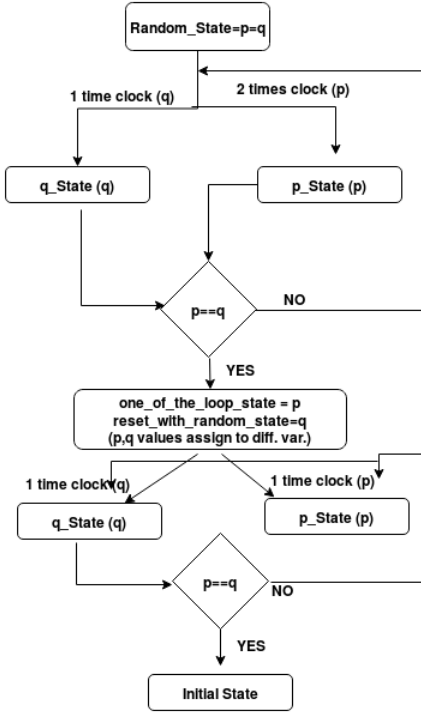 Random_State=p=q
1 time clock (q)
2 times clock (p)
q_State (q)
p_State (p)
p==q
NO
YES
one_of_the_loop_state = p
reset_with_random_state=q
(p,q values assign to diff. var.)
1 time clock (q)
1 time clock (p)
q_State (q)
p_State (p)
p==q
NO
YES
Initial State